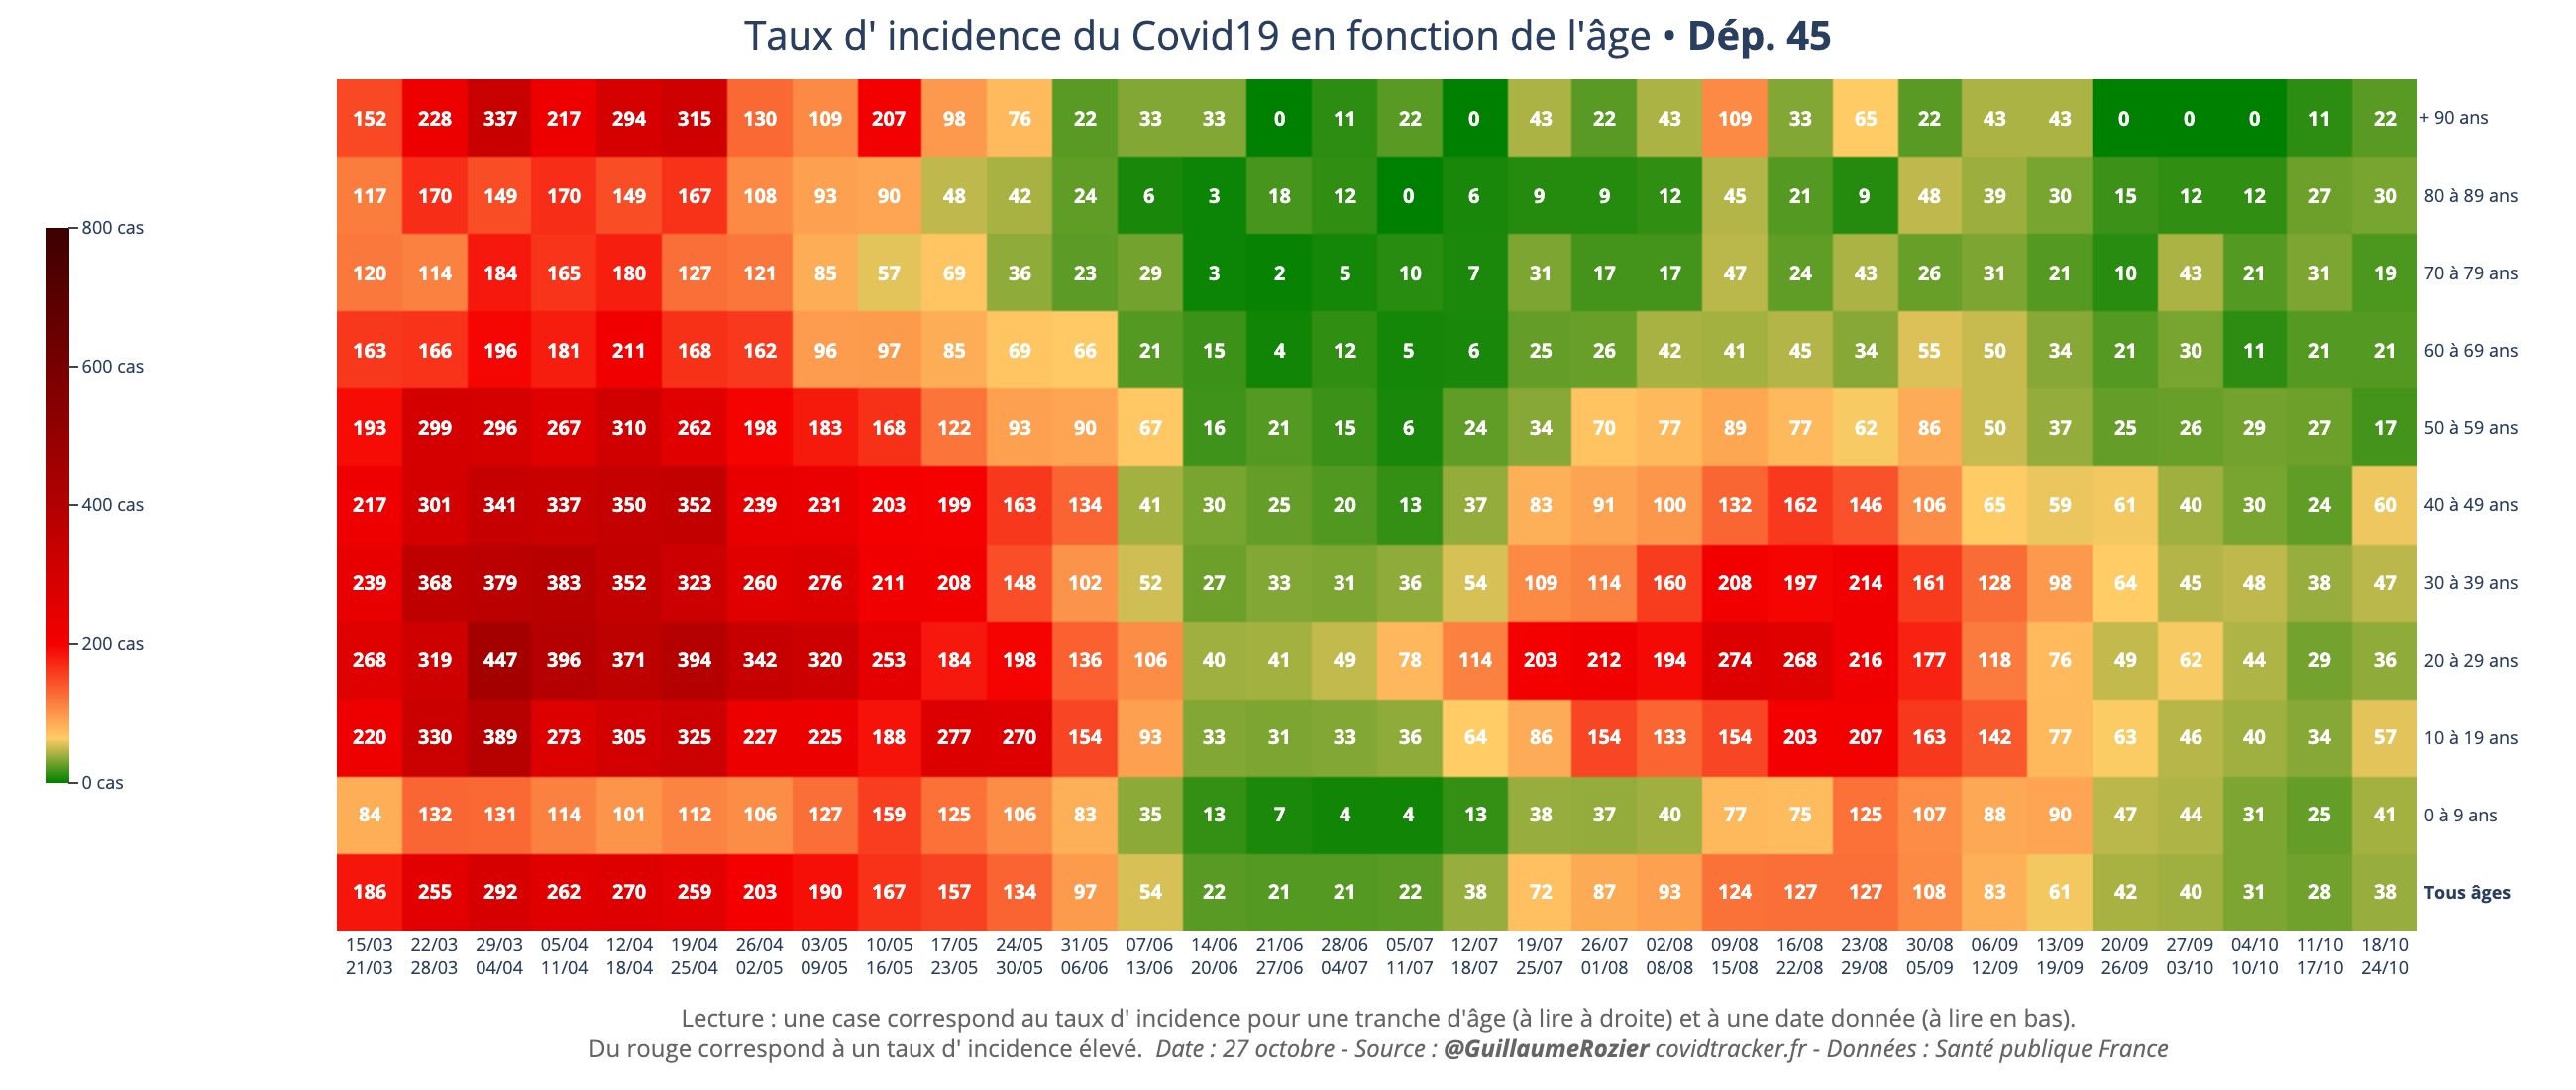 Taux d' incidence du Covid19 en fonction de l'âge • Dép. 45
800 cas
600 cas
400 cas
200 cas
0 cas
152 228 337 217 294 315 130 109 207 98 76 22 33 33 0 11 22 0 43 22 43 109 33 65 22 43 43 0 0 0 11 22 + 90 ans
117 170 149 170 149 167 108 93 90 48 42 24 6 3 18 12 0 6 9 9 12 45 21 9 48 39 30 15 12 12 27 30 80 à 89 ans
120 114 184 165 180 127 121 85 57 69 36 23 29 3 2 5 10 7 31 17 17 47 24 43 26 31 21 10 43 21 31 19 70 à 79 ans
163 166 196 181 211 168 162 96 97 85 69 66 21 15 4 12 5 6 25 26 42 41 45 34 55 50 34 21 30 11 21 21 60 à 69 ans
193 299 296 267 310 262 198 183 168 122 93 90 67 16 21 15 6 24 34 70 77 89 77 62 86 50 37 25 26 29 27 17 50 à 59 ans
217 301 341 337 350 352 239 231 203 199 163 134 41 30 25 20 13 37 83 91 100 132 162 146 106 65 59 61 40 30 24 60 40 à 49 ans
239 368 379 383 352 323 260 276 211 208 148 102 52 27 33 31 36 54 109 114 160 208 197 214 161 128 98 64 45 48 38 47 30 à 39 ans
268 319 447 396 371 394 342 320 253 184 198 136 106 40 41 49 78 114 203 212 194 274 268 216 177 118 76 49 62 44 29 36 20 à 29 ans
220 330 389 273 305 325 227 225 188 277 270 154 93 33 31 33 36 64 86 154 133 154 203 207 163 142 77 63 46 40 34 57 10 à 19 ans
84 132 131 114 101 112 106 127 159 125 106 83 35 13 7 4 4 13 38 37 40 77 75 125 107 88 90 47 44 31 25 41 0 à 9 ans
186 255 292 262 270 259 203 190 167 157 134 97 54 22 21 21 22 38 72 87 93 124 127 127 108 83 61 42 40 31 28 38 Tous âges
15/03 22/03 29/03 05/04 12/04 19/04 26/04 03/05 10/05 17/05 24/05 31/05 07/06 14/06 21/06 28/06 05/07 12/07 19/07 26/07 02/08 09/08 16/08 23/08 30/08 06/09 13/09 20/09 27/09 04/10 11/10 18/10
21/03 28/03 04/04 11/04 18/04 25/04 02/05 09/05 16/05 23/05 30/05 06/06 13/06 20/06 27/06 04/07 11/07 18/07 25/07 01/08 08/08 15/08 22/08 29/08 05/09 12/09 19/09 26/09 03/10 10/10 17/10 24/10
Lecture : une case correspond au taux d' incidence pour une tranche d'âge (à lire à droite) et à une date donnée (à lire en bas).
Du rouge correspond à un taux d' incidence élevé. Date : 27 octobre - Source : @GuillaumeRozier covidtracker.fr - Données : Santé publique France